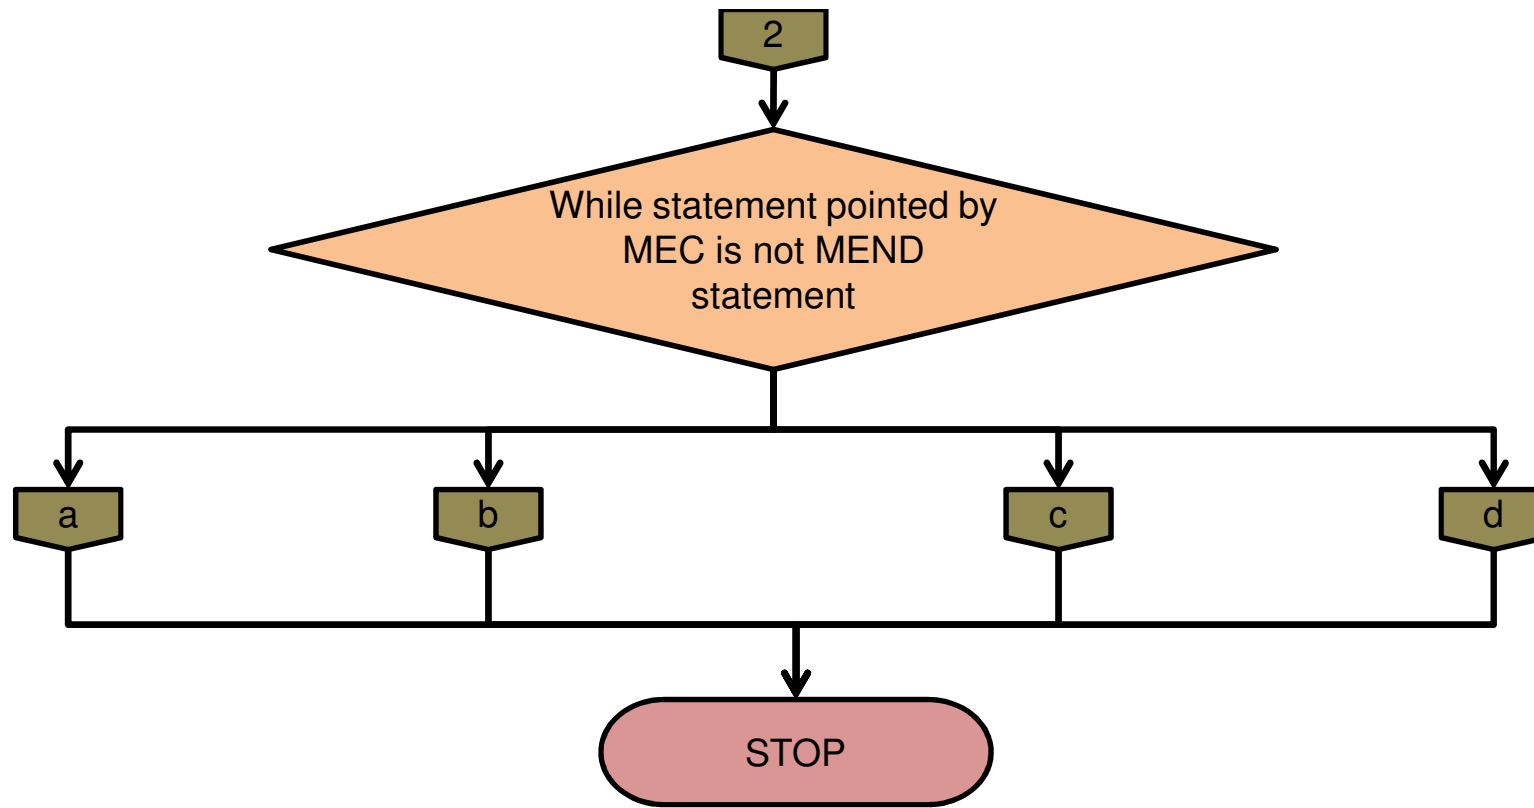 2
While statement pointed by
MEC is not MEND
statement
a
b
c
d
STOP